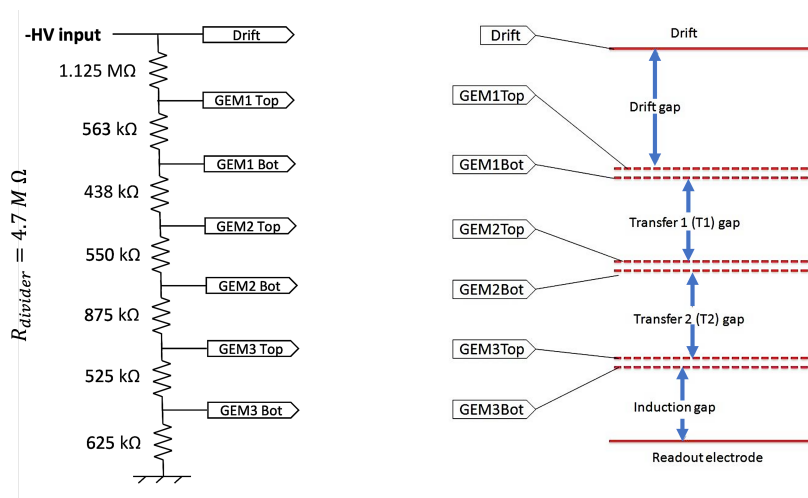 -HV input
Drift
1.125 MΩ
GEM1 Top
563 kΩ
GEM1 Bot
438 kΩ
GEM2 Top
550 kΩ
GEM2 Bot
875 kΩ
GEM3 Top
525 kΩ
GEM3 Bot
625 kΩ
R_divider = 4.7 M Ω
Drift
Drift
GEM1Top
Drift gap
GEM1Bot
GEM2Top
Transfer 1 (T1) gap
GEM2Bot
Transfer 2 (T2) gap
GEM3Top
GEM3Bot
Induction gap
Readout electrode